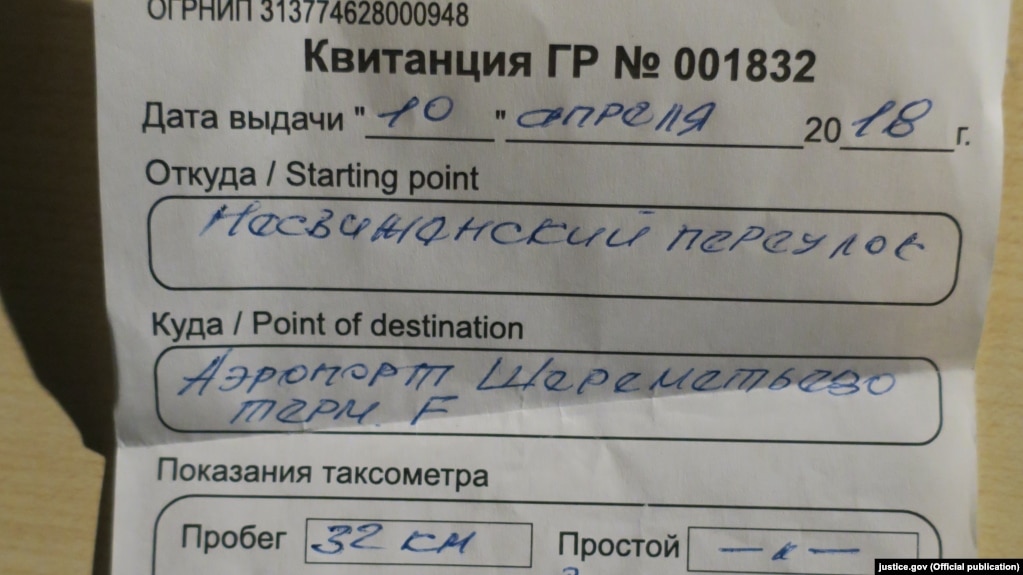 ОГРНИП 313774628000948
Квитанция ГР № 001832
Дата выдачи "10" апреля 2018 г.
Откуда / Starting point
Несвижанский переулок
Куда / Point of destination
Аэропорт Шереметьево
терм. F
Показания таксометра
Пробег 32 км Простой —〃—
justice.gov (Official publication)